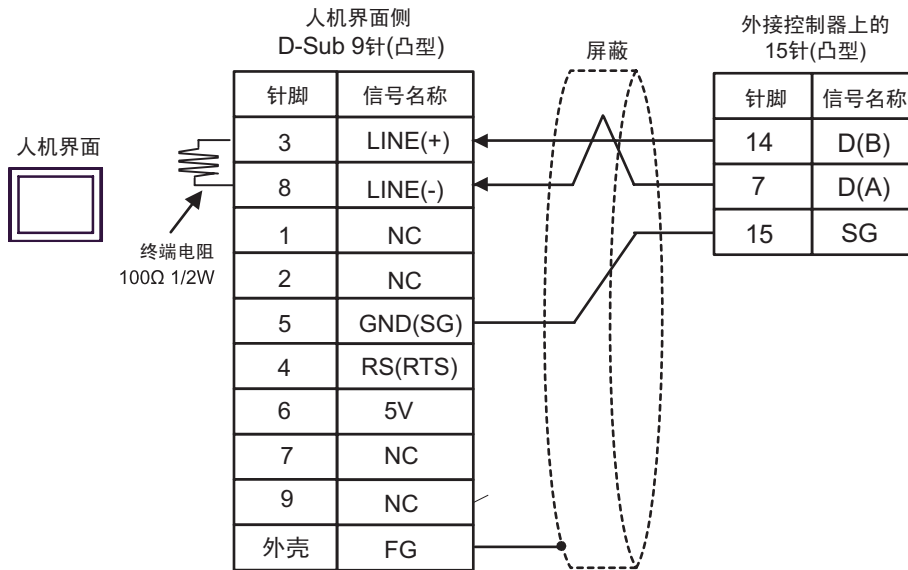 人机界面侧
D-Sub 9针(凸型)
屏蔽
外接控制器上的
15针(凸型)
人机界面
终端电阻
100Ω 1/2W
针脚 信号名称
3 LINE(+)
8 LINE(-)
1 NC
2 NC
5 GND(SG)
4 RS(RTS)
6 5V
7 NC
9 NC
外壳 FG
针脚 信号名称
14 D(B)
7 D(A)
15 SG